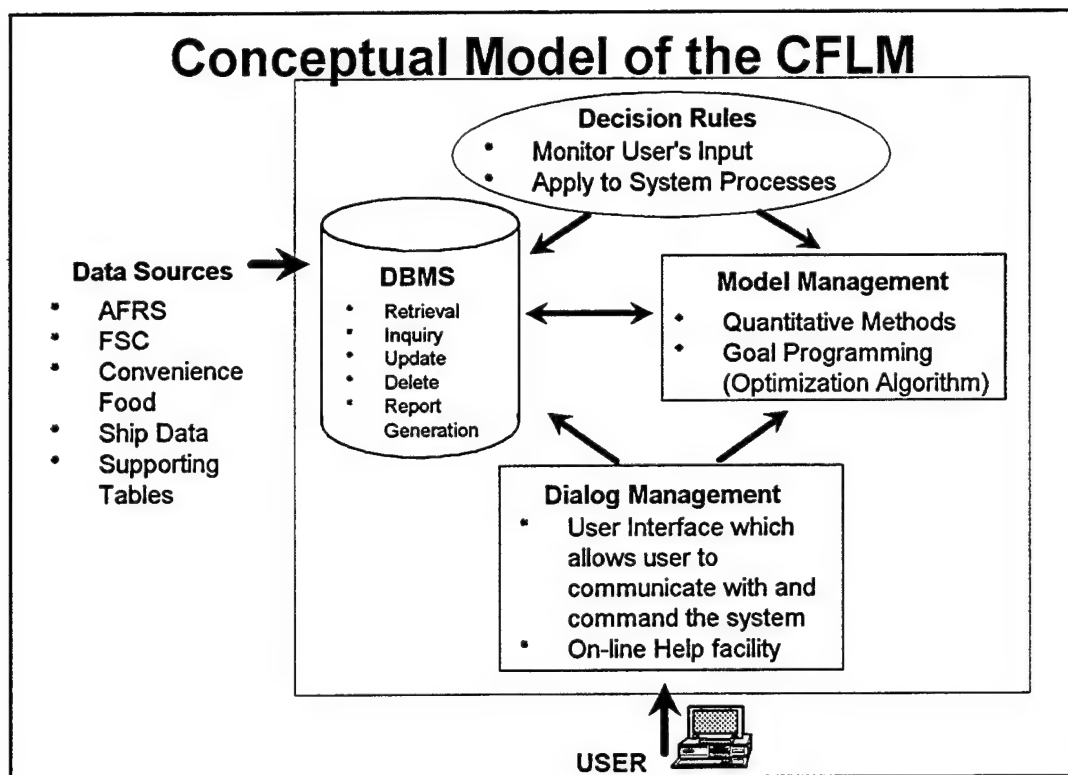 Conceptual Model of the CFLM
Decision Rules
* Monitor User's Input
* Apply to System Processes
Data Sources
* AFRS
* FSC
* Convenience
Food
* Ship Data
* Supporting
Tables
DBMS
* Retrieval
* Inquiry
* Update
* Delete
* Report
Generation
Model Management
* Quantitative Methods
* Goal Programming
(Optimization Algorithm)
Dialog Management
* User Interface which
allows user to
communicate with and
command the system
* On-line Help facility
USER